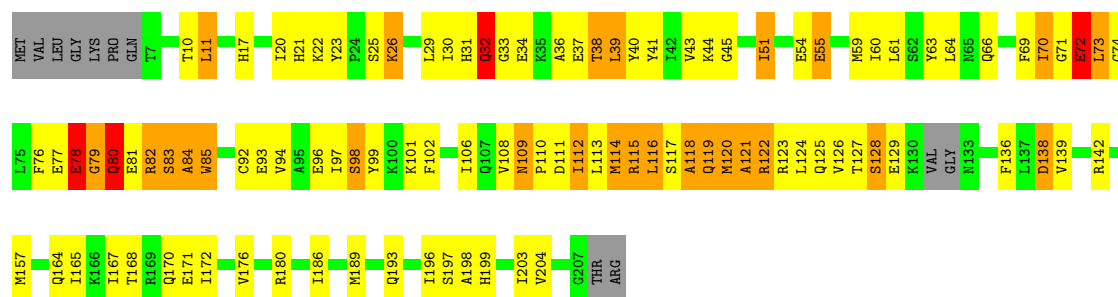 MET VAL LEU GLY LYS PRO GLN T7 T10 L11 H17 I20 H21 K22 Y23 P24 S25 K26 L29 I30 H31 Q32 G33 E34 K35 A36 E37 T38 L39 Y40 Y41 I42 V43 K44 G45 I51 E54 E55 M59 I60 L61 S62 Y63 L64 N65 Q66 F69 I70 G71 E72 L73 G74
L75 F76 E77 E78 G79 Q80 E81 R82 S83 A84 W85 C92 E93 V94 A95 E96 I97 S98 Y99 K100 K101 F102 I106 Q107 V108 N109 P110 D111 I112 L113 M114 R115 L116 S117 A118 Q119 M120 A121 R122 R123 L124 Q125 V126 T127 S128 E129 K130 VAL GLY N133 F136 L137 D138 V139 R142
M157 Q164 I165 K166 I167 T168 R169 Q170 E171 I172 V176 R180 I186 M189 Q193 I196 S197 A198 H199 I203 V204 G207 THR ARG